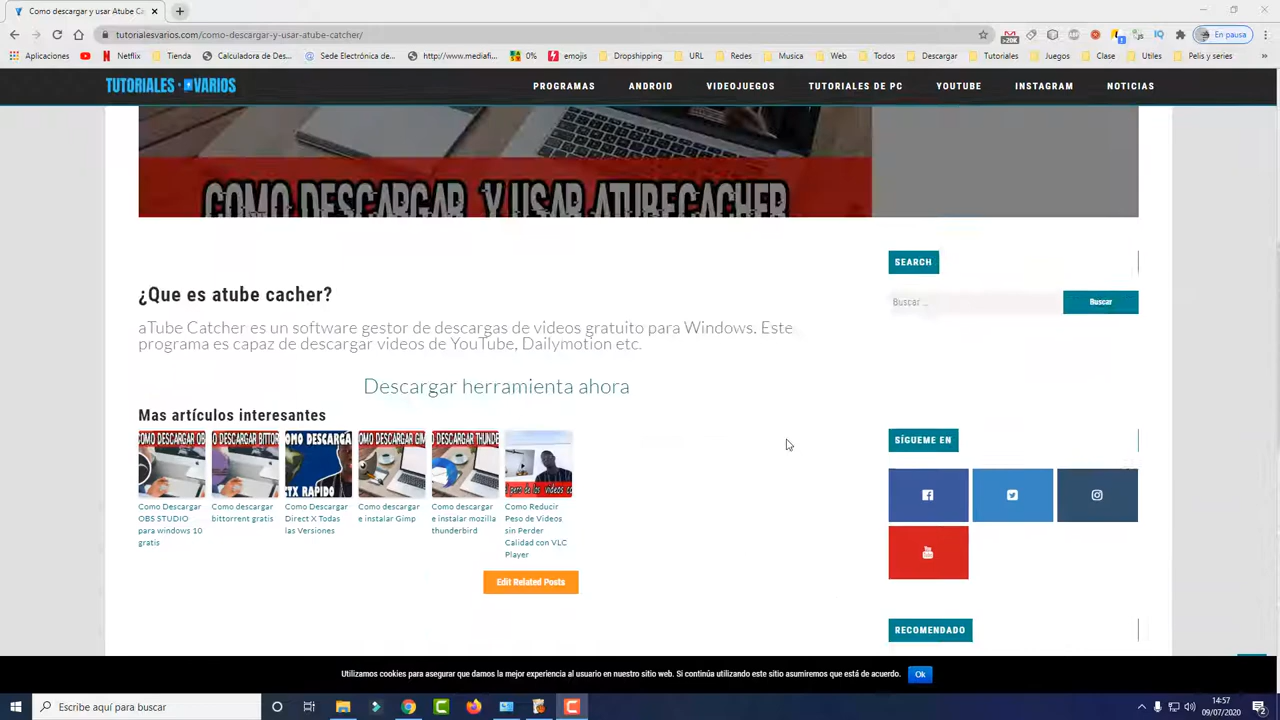 Como descargar y usar atube Cat
tutorialesyvarios.com/como-descargar-y-usar-atube-catcher/
En pausa
Aplicaciones
Netflix
Tienda
Calculadora de Des...
Sede Electrónica de...
http://www.mediafi...
0%
emojis
Dropshipping
URL
Redes
Musica
Todos / Comercial
Descargar
Tutoriales
Juegos
Clase
Utiles
Pelis y series
TUTORIALES VARIOS
PROGRAMAS
ANDROID
VIDEOJUEGOS
TUTORIALES DE PC
YOUTUBE
INSTAGRAM
NOTICIAS
COMO DESCARGAR Y USAR ATUBECACHER
SEARCH
Buscar ...
Buscar
¿Que es atube cacher?
aTube Catcher es un software gestor de descargas de videos gratuito para Windows. Este
programa es capaz de descargar videos de YouTube, Dailymotion etc.
Descargar herramienta ahora
Mas artículos interesantes
SÍGUEME EN
Como Descargar
OBS STUDIO
para windows 10
gratis
Como descargar
bittorrent gratis
Como Descargar
Direct X Todas
las Versiones
Como descargar
e instalar Gimp
Como descargar
e instalar mozilla
thunderbird
Como Reducir
Peso de Videos
sin Perder
Calidad con VLC
Player
Edit Related Posts
RECOMENDADO
Utilizamos cookies para asegurar que damos la mejor experiencia al usuario en nuestro sitio web. Si continúa utilizando este sitio asumiremos que está de acuerdo.
Ok
Escribe aquí para buscar
14:57
09/07/2020